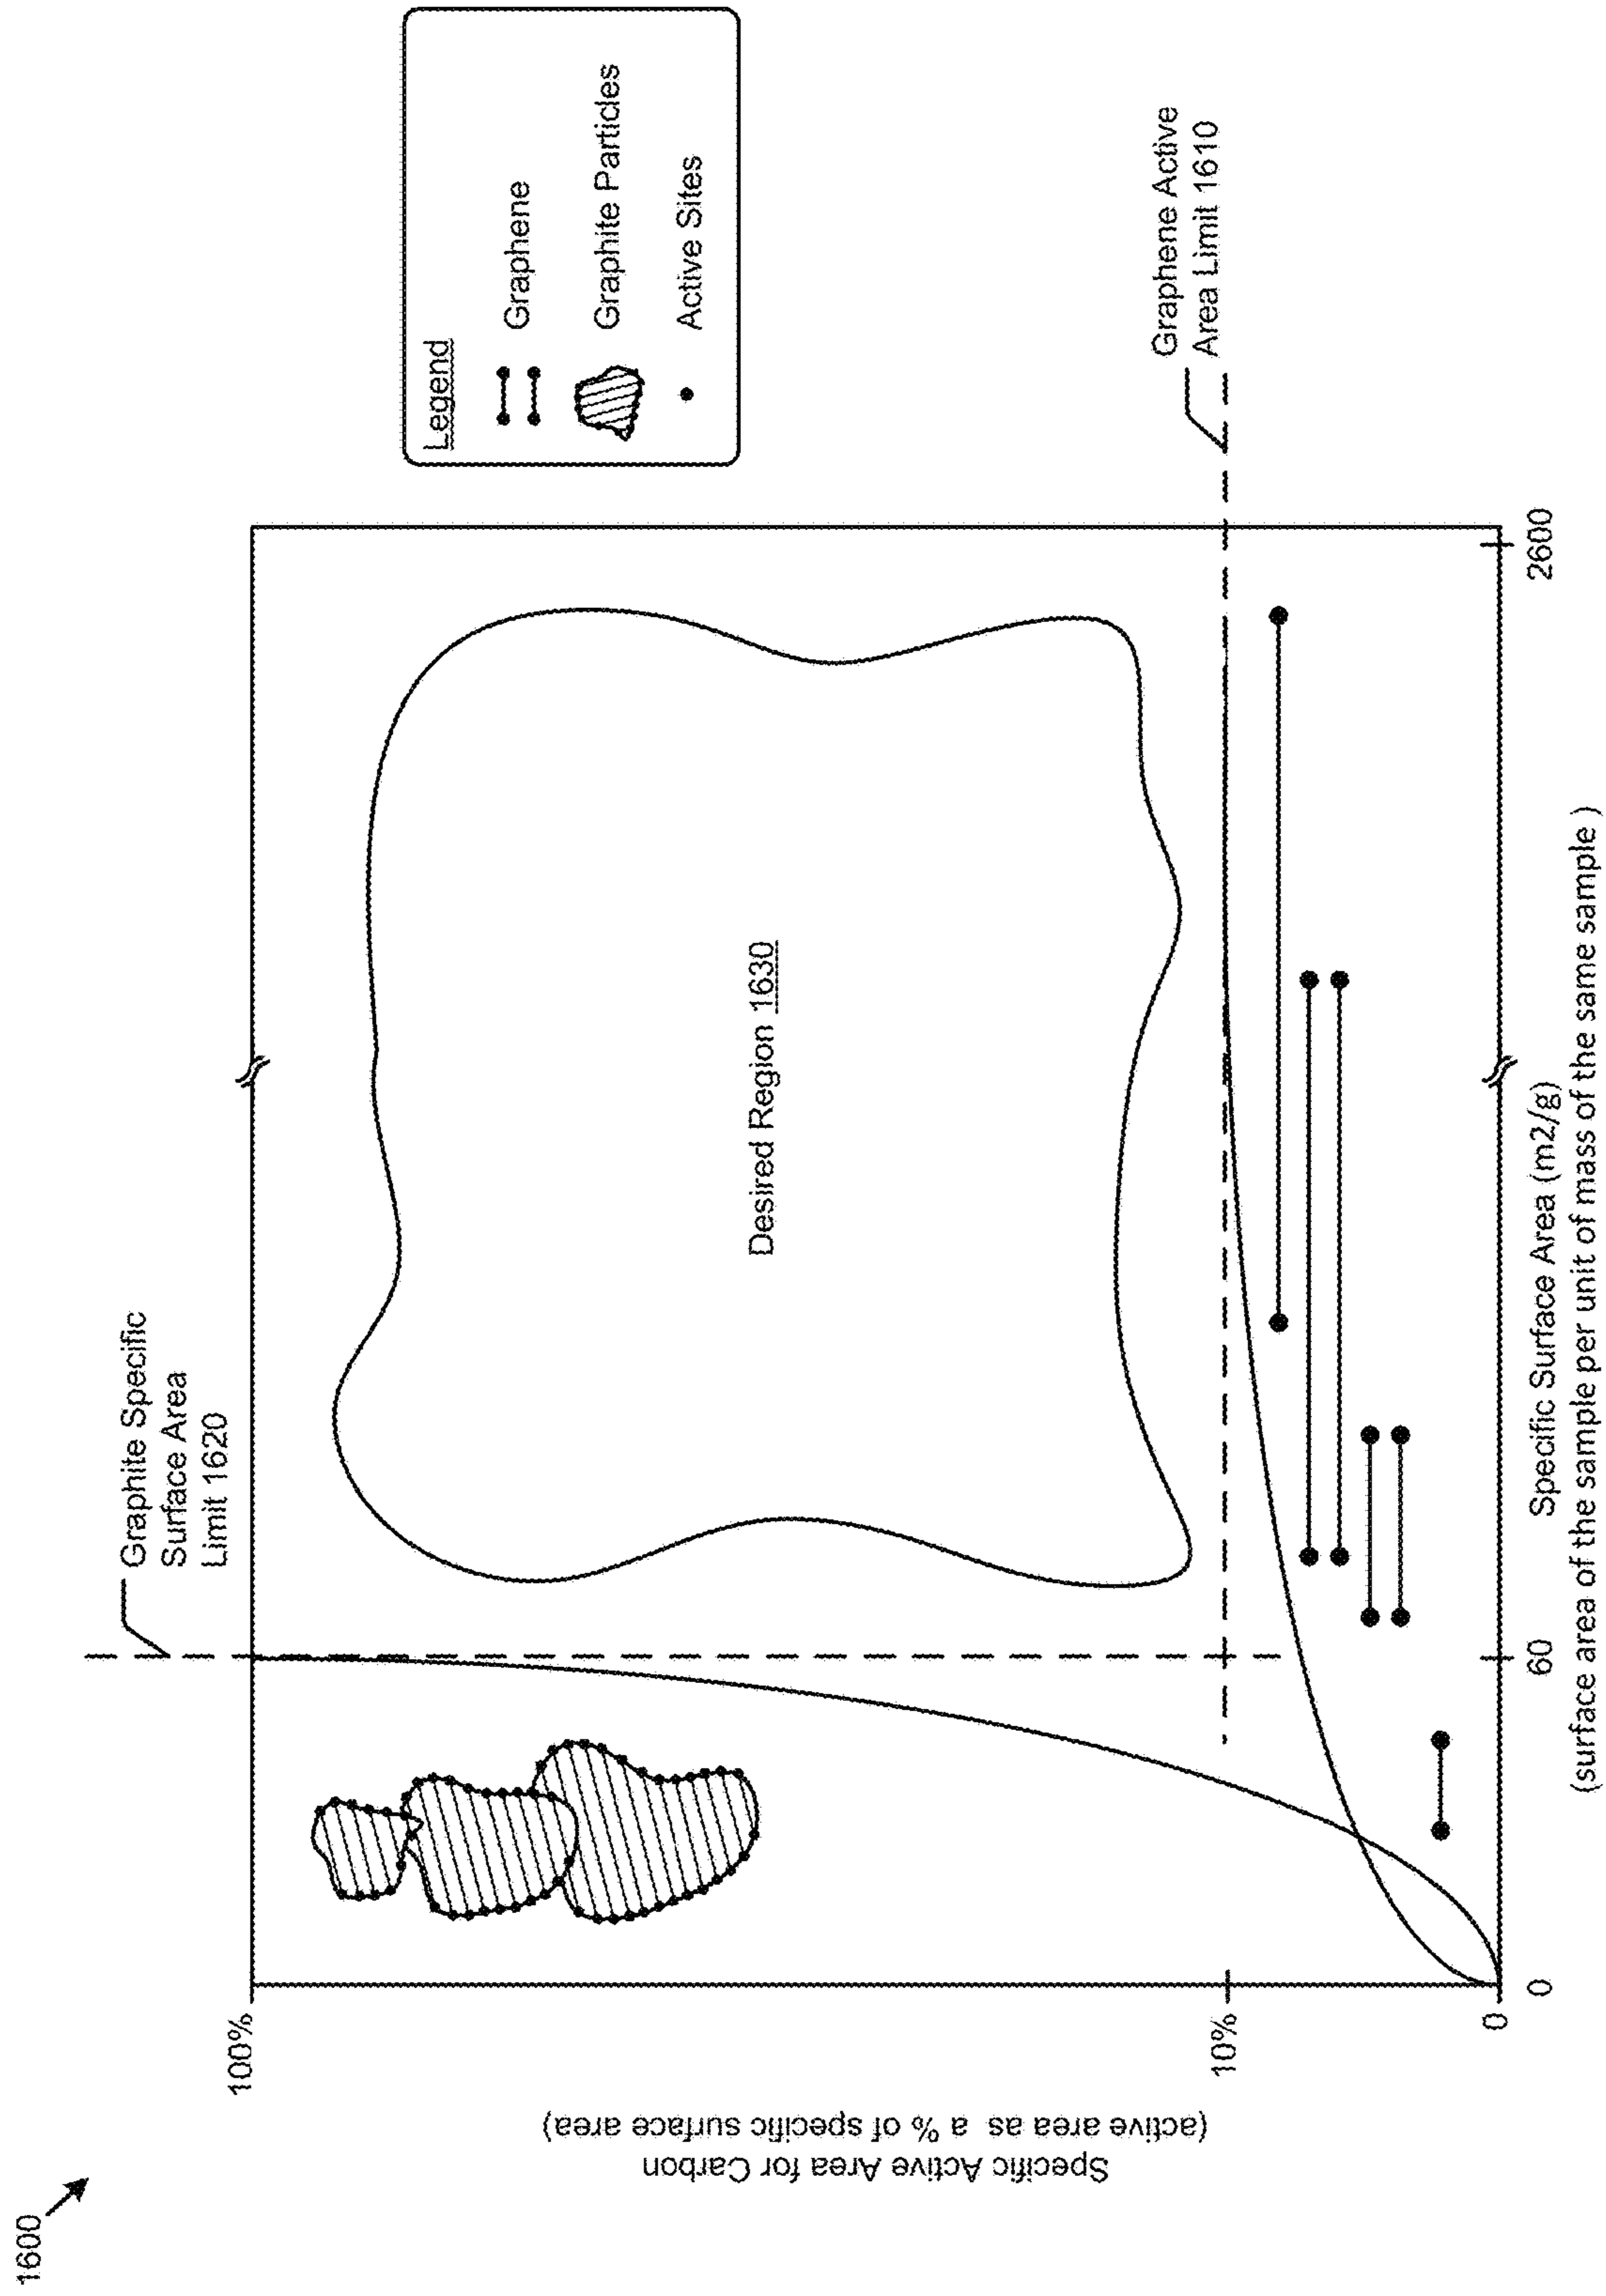 1600
Graphite Specific
Surface Area
Limit 1620
Legend
Graphene
Graphite Particles
Active Sites
Graphene Active
Area Limit 1610
Desired Region 1630
Specific Active Area for Carbon
(active area as a % of specific surface area)
100%
10%
0
0
60
2600
Specific Surface Area (m2/g)
(surface area of the sample per unit of mass of the same sample )